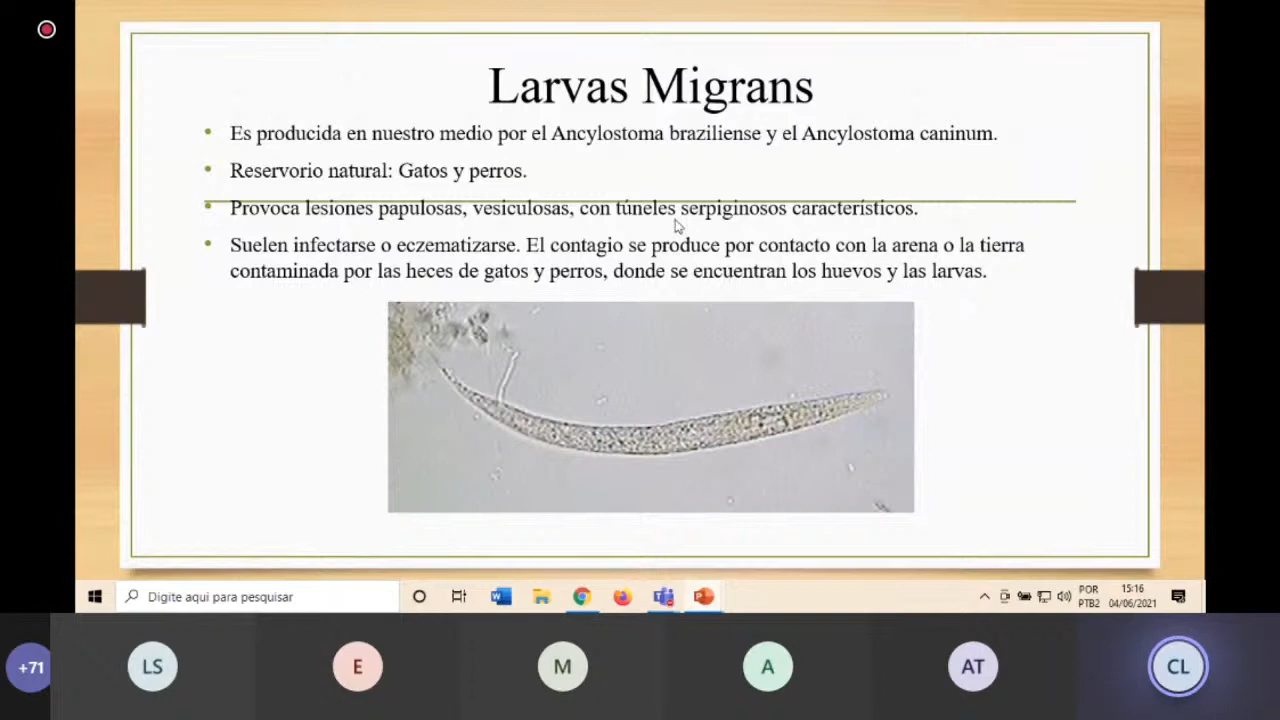 Larvas Migrans
• Es producida en nuestro medio por el Ancylostoma braziliense y el Ancylostoma caninum.
• Reservorio natural: Gatos y perros.
• Provoca lesiones papulosas, vesiculosas, con túneles serpiginosos característicos.
• Suelen infectarse o eczematizarse. El contagio se produce por contacto con la arena o la tierra
contaminada por las heces de gatos y perros, donde se encuentran los huevos y las larvas.
Digite aqui para pesquisar
POR
PTB2
15:16
04/06/2021
+71
LS
E
M
A
AT
CL